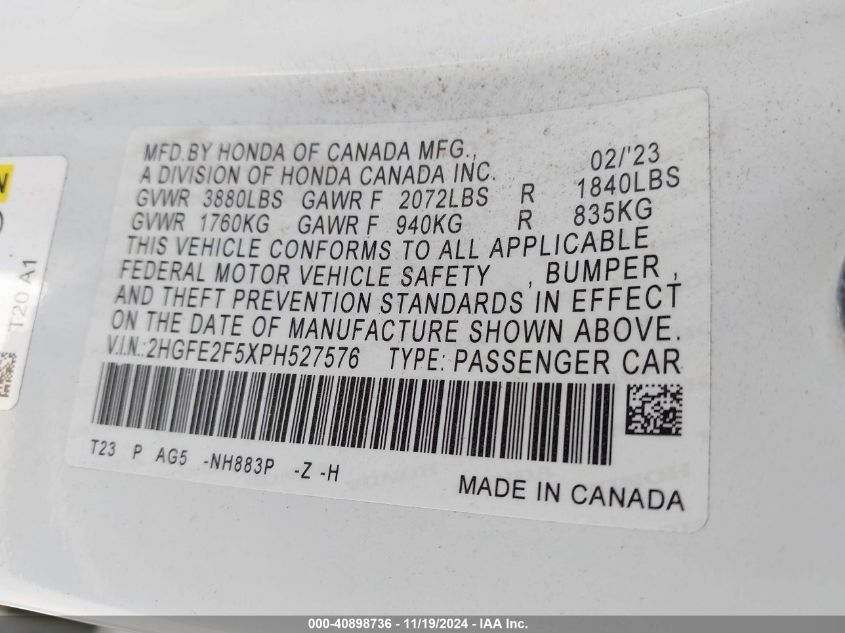 MFD. BY HONDA OF CANADA MFG., 02/'23
A DIVISION OF HONDA CANADA INC.
GVWR 3880LBS GAWR F 2072LBS R 1840LBS
GVWR 1760KG GAWR F 940KG R 835KG
THIS VEHICLE CONFORMS TO ALL APPLICABLE
FEDERAL MOTOR VEHICLE SAFETY , BUMPER ,
AND THEFT PREVENTION STANDARDS IN EFFECT
ON THE DATE OF MANUFACTURE SHOWN ABOVE.
V.I.N.: 2HGFE2F5XPH527576 TYPE: PASSENGER CAR
T23 P AG5 -NH883P -Z -H
MADE IN CANADA
T20 A1
000-40898736 - 11/19/2024 - IAA Inc.